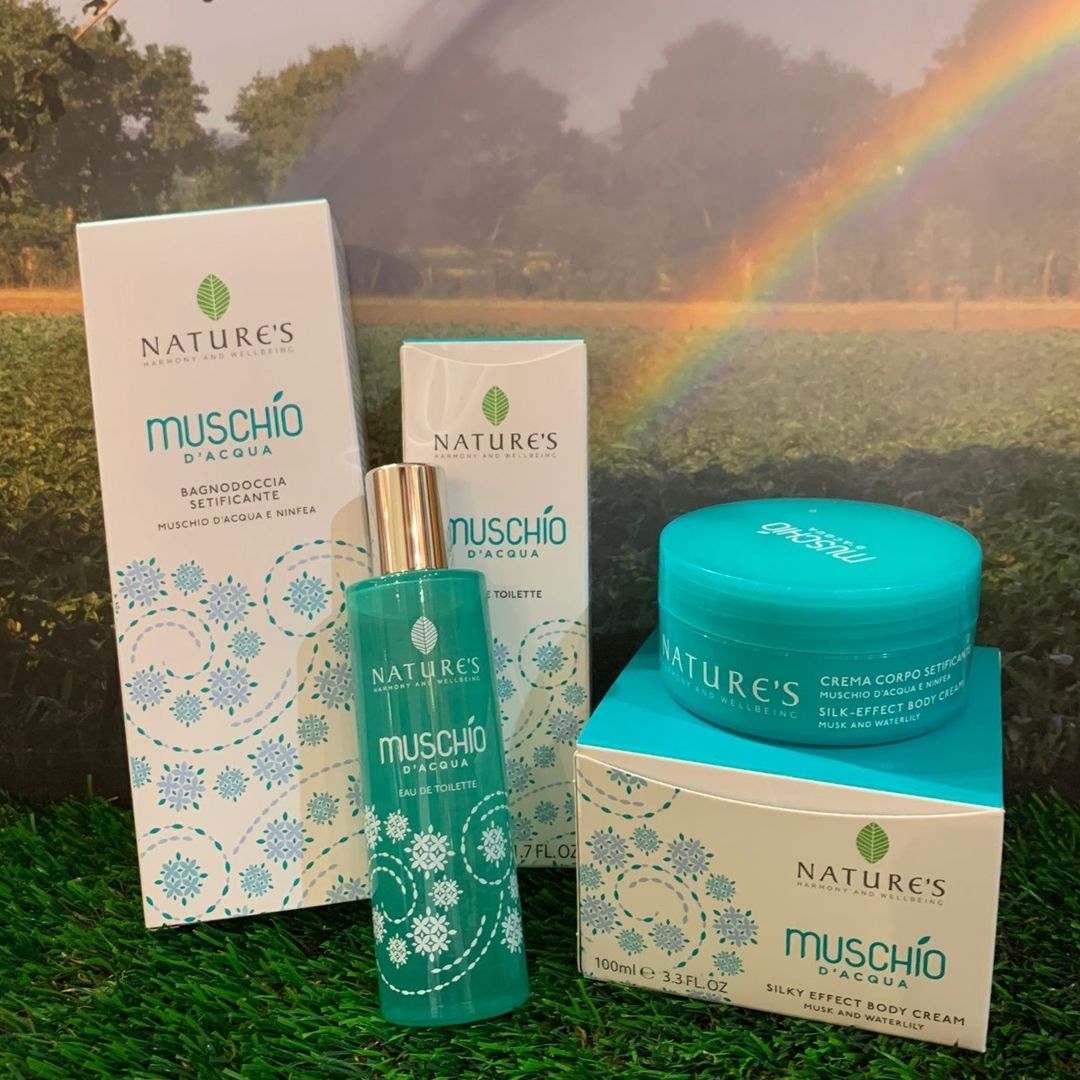 NATURE'S
HARMONY AND WELLBEING
MUSCHIO
D'ACQUA
BAGNODOCCIA
SETIFICANTE
MUSCHIO D'ACQUA E NINFEA
NATURE'S
HARMONY AND WELLBEING
MUSCHIO
D'ACQUA
TOILETTE
1.7 FL.OZ
NATURE'S
HARMONY AND WELLBEING
MUSCHIO
D'ACQUA
EAU DE TOILETTE
MUSCHIO
D'ACQUA
NATURE'S
HARMONY AND WELLBEING
CREMA CORPO SETIFICANTE
MUSCHIO D'ACQUA E NINFEA
SILK-EFFECT BODY CREAM
MUSK AND WATERLILY
NATURE'S
HARMONY AND WELLBEING
MUSCHIO
D'ACQUA
SILKY EFFECT BODY CREAM
MUSK AND WATERLILY
100ml ℮ 3.3 FL.OZ